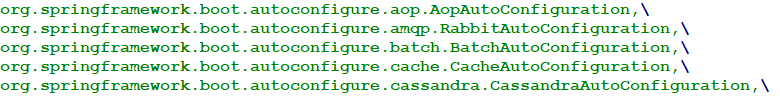 org.springframework.boot.autoconfigure.aop.AopAutoConfiguration,\
org.springframework.boot.autoconfigure.amqp.RabbitAutoConfiguration,\
org.springframework.boot.autoconfigure.batch.BatchAutoConfiguration,\
org.springframework.boot.autoconfigure.cache.CacheAutoConfiguration,\
org.springframework.boot.autoconfigure.cassandra.CassandraAutoConfiguration,\